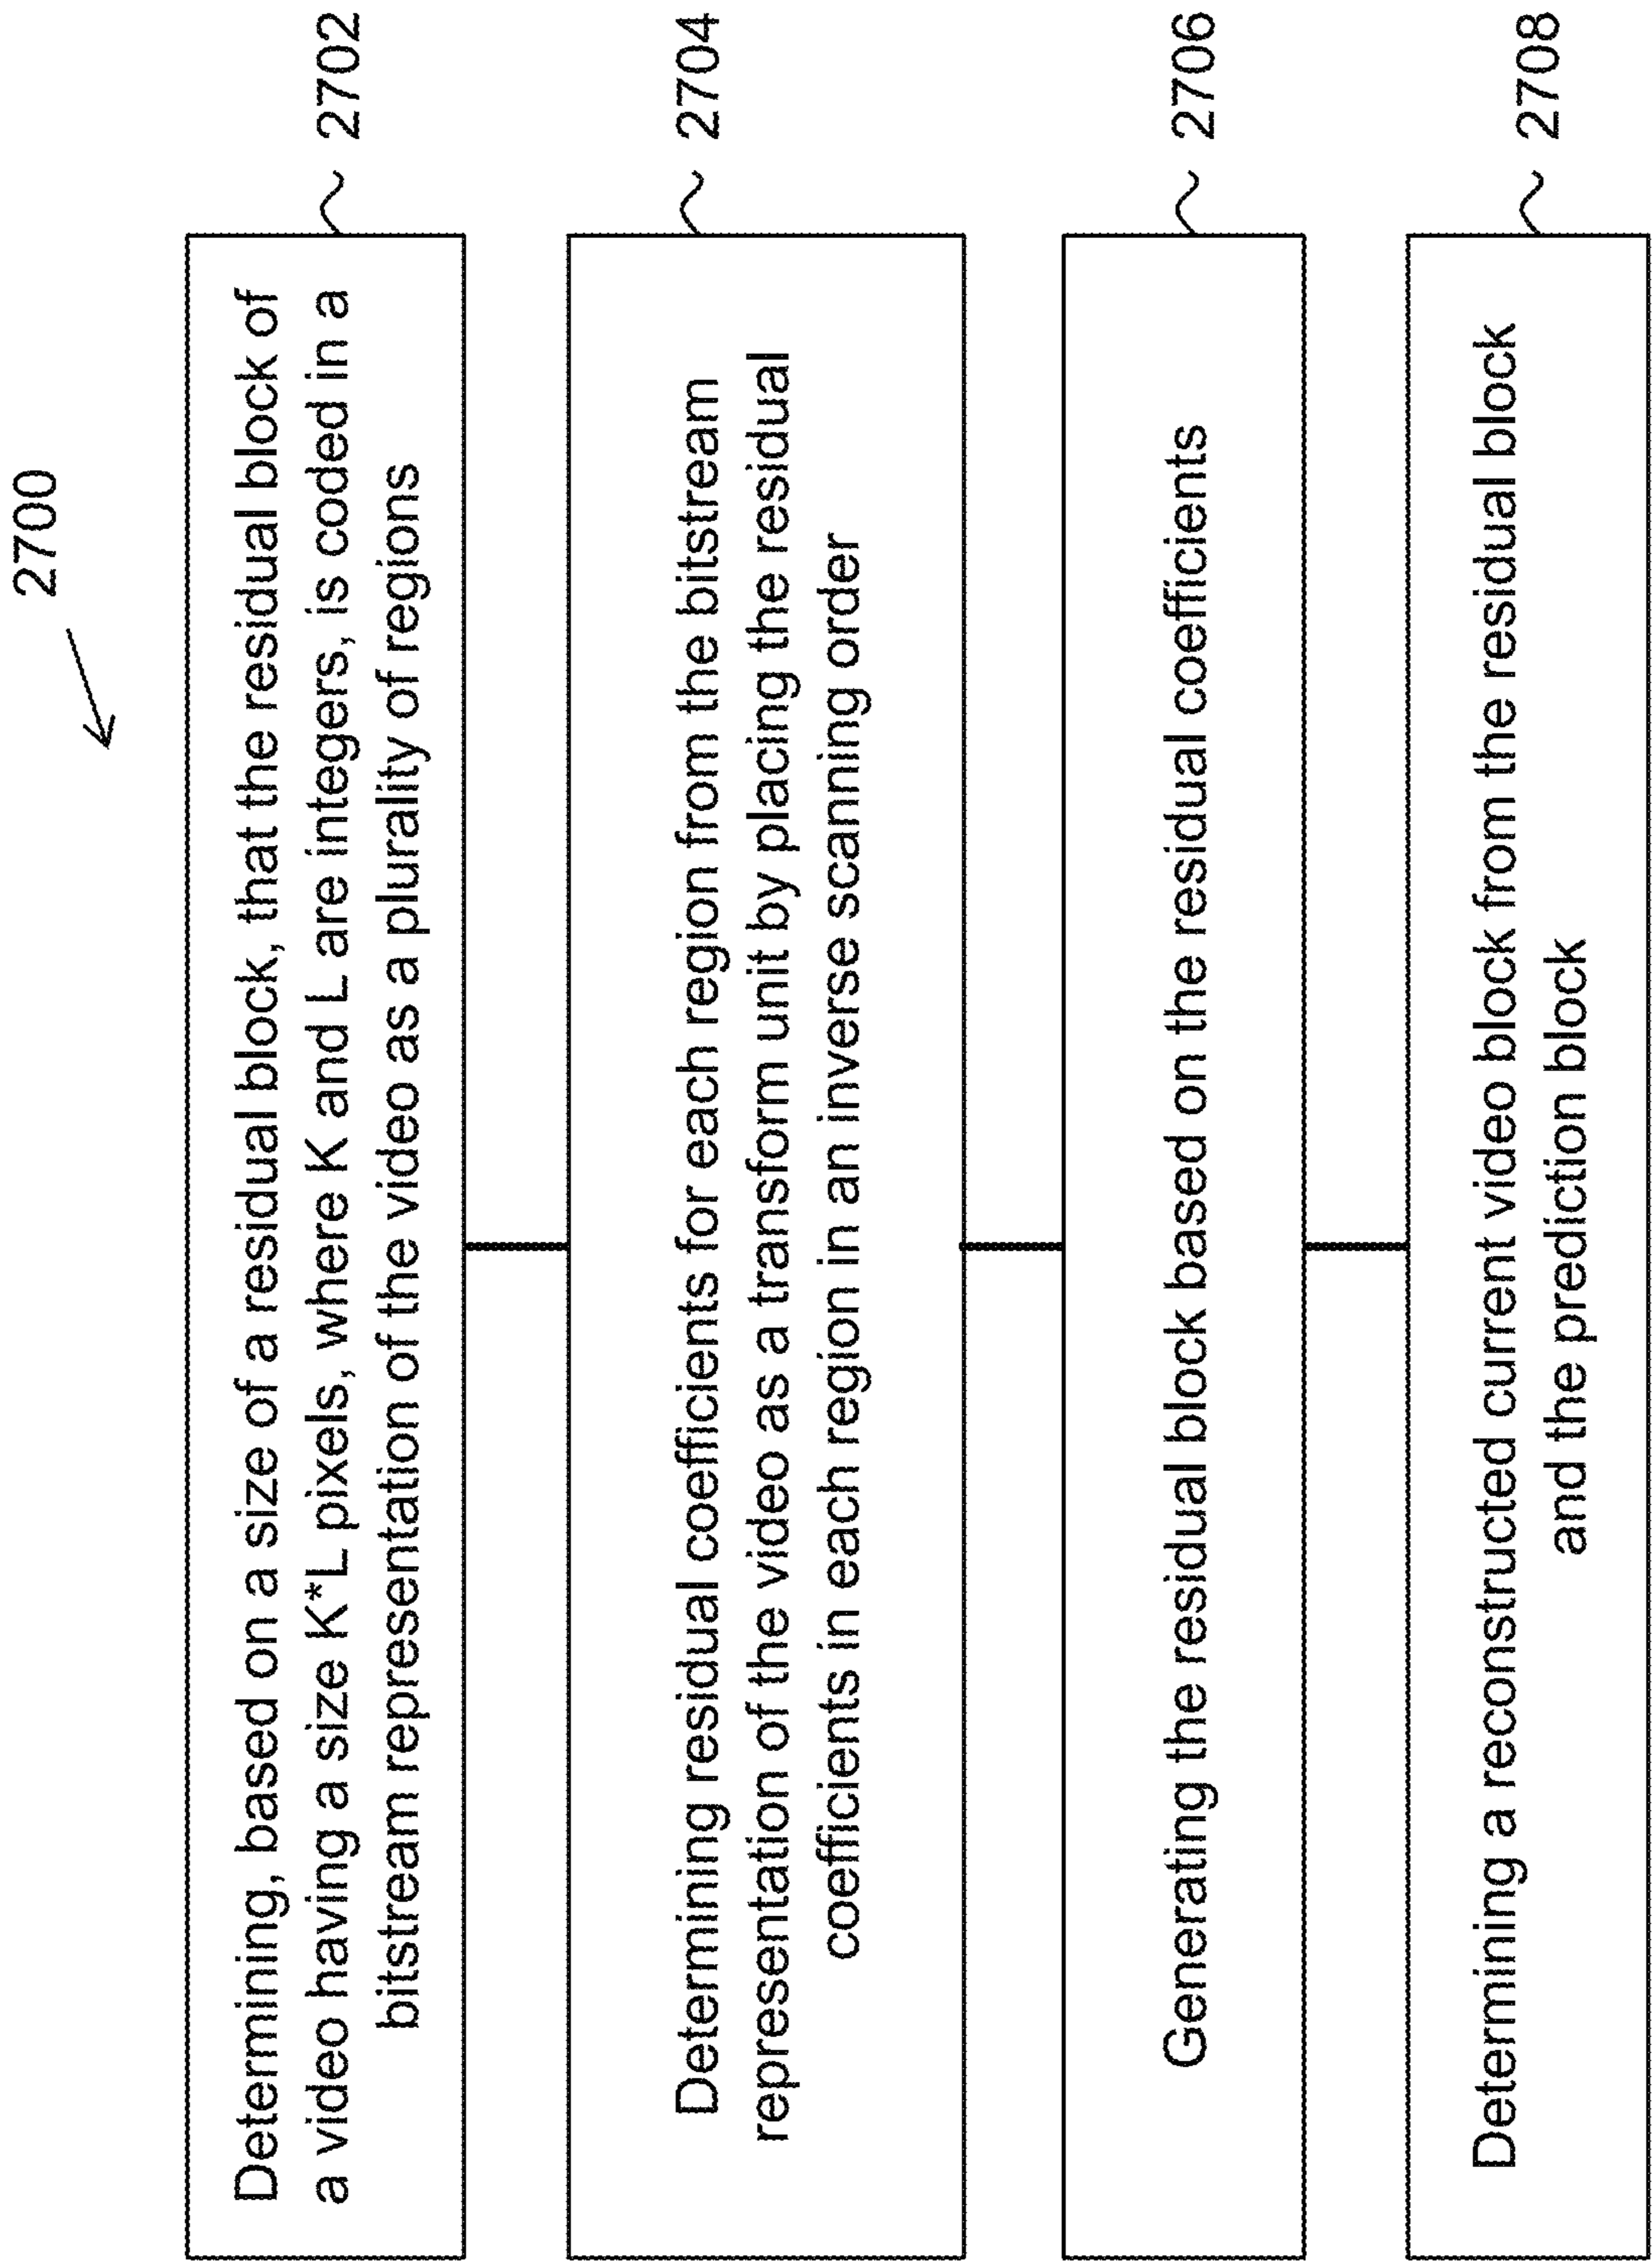 2700
Determining, based on a size of a residual block, that the residual block of
a video having a size K*L pixels, where K and L are integers, is coded in a
bitstream representation of the video as a plurality of regions
2702
Determining residual coefficients for each region from the bitstream
representation of the video as a transform unit by placing the residual
coefficients in each region in an inverse scanning order
2704
Generating the residual block based on the residual coefficients
2706
Determining a reconstructed current video block from the residual block
and the prediction block
2708